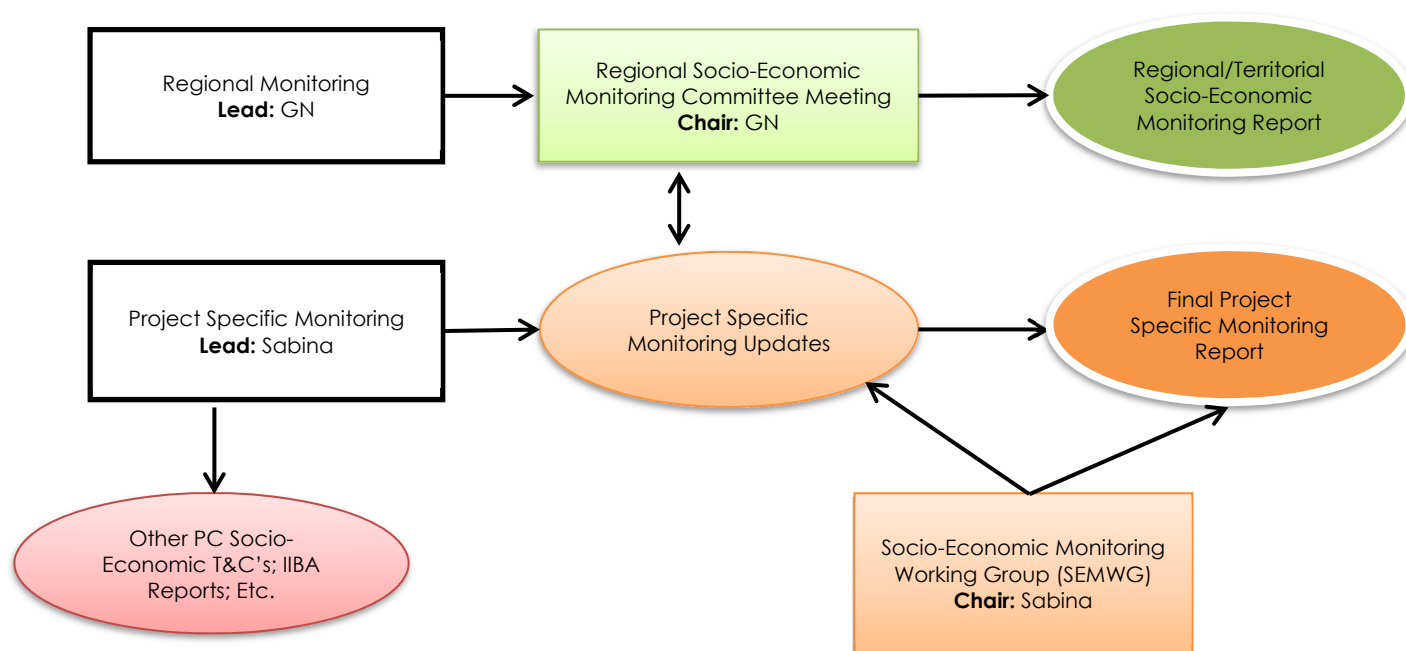 Regional Monitoring
Lead: GN
Regional Socio-Economic
Monitoring Committee Meeting
Chair: GN
Regional/Territorial
Socio-Economic
Monitoring Report
Project Specific Monitoring
Lead: Sabina
Project Specific
Monitoring Updates
Final Project
Specific Monitoring
Report
Other PC Socio-
Economic T&C’s; IIBA
Reports; Etc.
Socio-Economic Monitoring
Working Group (SEMWG)
Chair: Sabina